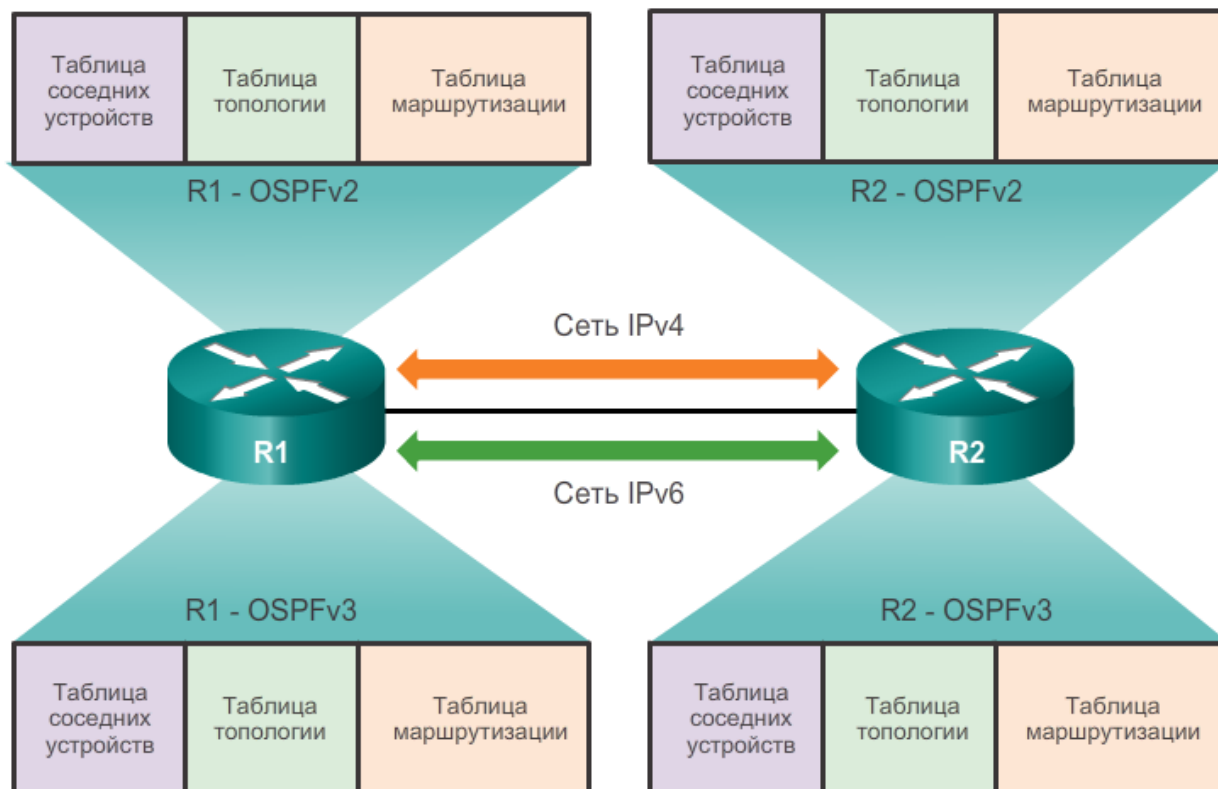 Таблица
соседних
устройств
Таблица
топологии
Таблица
маршрутизации
Таблица
соседних
устройств
Таблица
топологии
Таблица
маршрутизации
R1 - OSPFv2
R2 - OSPFv2
Сеть IPv4
R1
R2
Сеть IPv6
R1 - OSPFv3
R2 - OSPFv3
Таблица
соседних
устройств
Таблица
топологии
Таблица
маршрутизации
Таблица
соседних
устройств
Таблица
топологии
Таблица
маршрутизации